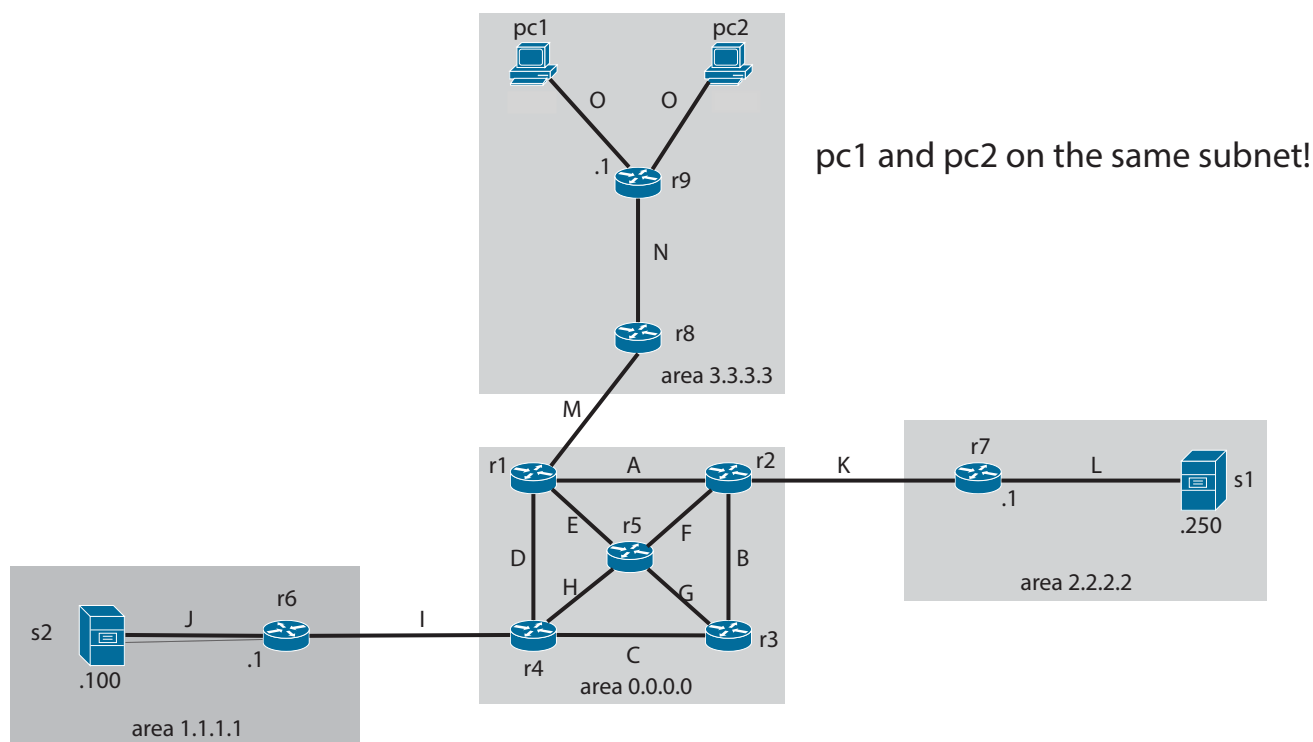 pc1
pc2
O
O
pc1 and pc2 on the same subnet!
.1
r9
N
r8
area 3.3.3.3
M
r1
A
r2
K
r7
L
s1
.1
.250
area 2.2.2.2
E
r5
F
D
B
H
G
r6
s2
J
I
.1
.100
r4
C
r3
area 0.0.0.0
area 1.1.1.1